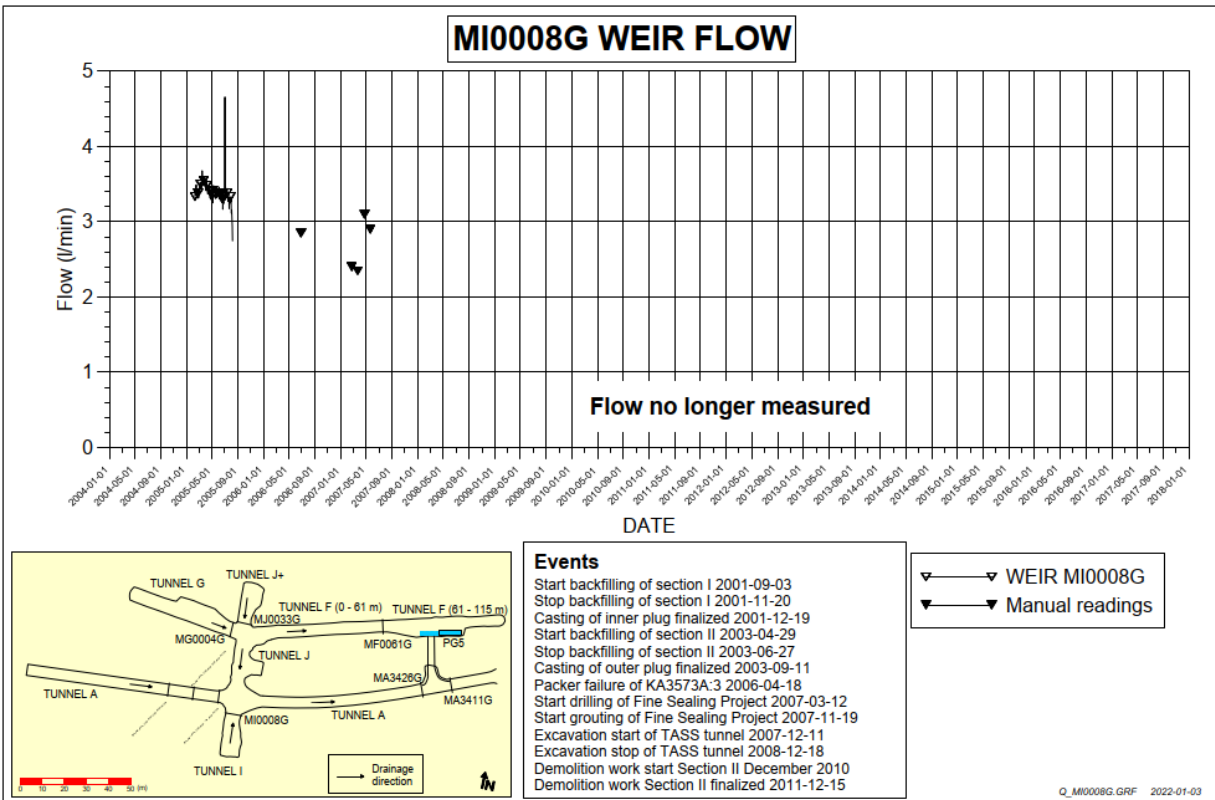 MI0008G WEIR FLOW
5
4
3
2
1
0
Flow (l/min)
Flow no longer measured
2004-01-01
2004-05-01
2004-09-01
2005-01-01
2005-05-01
2005-09-01
2006-01-01
2006-05-01
2006-09-01
2007-01-01
2007-05-01
2007-09-01
2008-01-01
2008-05-01
2008-09-01
2009-01-01
2009-05-01
2009-09-01
2010-01-01
2010-05-01
2010-09-01
2011-01-01
2011-05-01
2011-09-01
2012-01-01
2012-05-01
2012-09-01
2013-01-01
2013-05-01
2013-09-01
2014-01-01
2014-05-01
2014-09-01
2015-01-01
2015-05-01
2015-09-01
2016-01-01
2016-05-01
2016-09-01
2017-01-01
2017-05-01
2017-09-01
2018-01-01
DATE
TUNNEL G
TUNNEL J+
TUNNEL F (0 - 61 m)
TUNNEL F (61 - 115 m)
MJ0033G
MG0004G
MF0061G
PG5
TUNNEL J
MA3426G
TUNNEL A
MA3411G
MI0008G
TUNNEL A
TUNNEL I
Drainage
direction
0 10 20 30 40 50 (m)
N
Events
Start backfilling of section I 2001-09-03
Stop backfilling of section I 2001-11-20
Casting of inner plug finalized 2001-12-19
Start backfilling of section II 2003-04-29
Stop backfilling of section II 2003-06-27
Casting of outer plug finalized 2003-09-11
Packer failure of KA3573A:3 2006-04-18
Start drilling of Fine Sealing Project 2007-03-12
Start grouting of Fine Sealing Project 2007-11-19
Excavation start of TASS tunnel 2007-12-11
Excavation stop of TASS tunnel 2008-12-18
Demolition work start Section II December 2010
Demolition work Section II finalized 2011-12-15
WEIR MI0008G
Manual readings
Q_MI0008G.GRF 2022-01-03